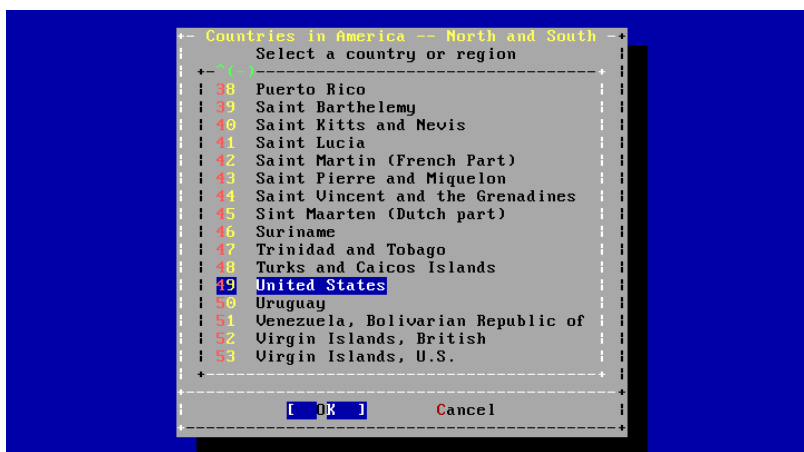 Countries in America -- North and South
Select a country or region
^(-)
38 Puerto Rico
39 Saint Barthelemy
40 Saint Kitts and Nevis
41 Saint Lucia
42 Saint Martin (French Part)
43 Saint Pierre and Miquelon
44 Saint Vincent and the Grenadines
45 Sint Maarten (Dutch part)
46 Suriname
47 Trinidad and Tobago
48 Turks and Caicos Islands
49 United States
50 Uruguay
51 Venezuela, Bolivarian Republic of
52 Virgin Islands, British
53 Virgin Islands, U.S.
[ OK ] Cancel